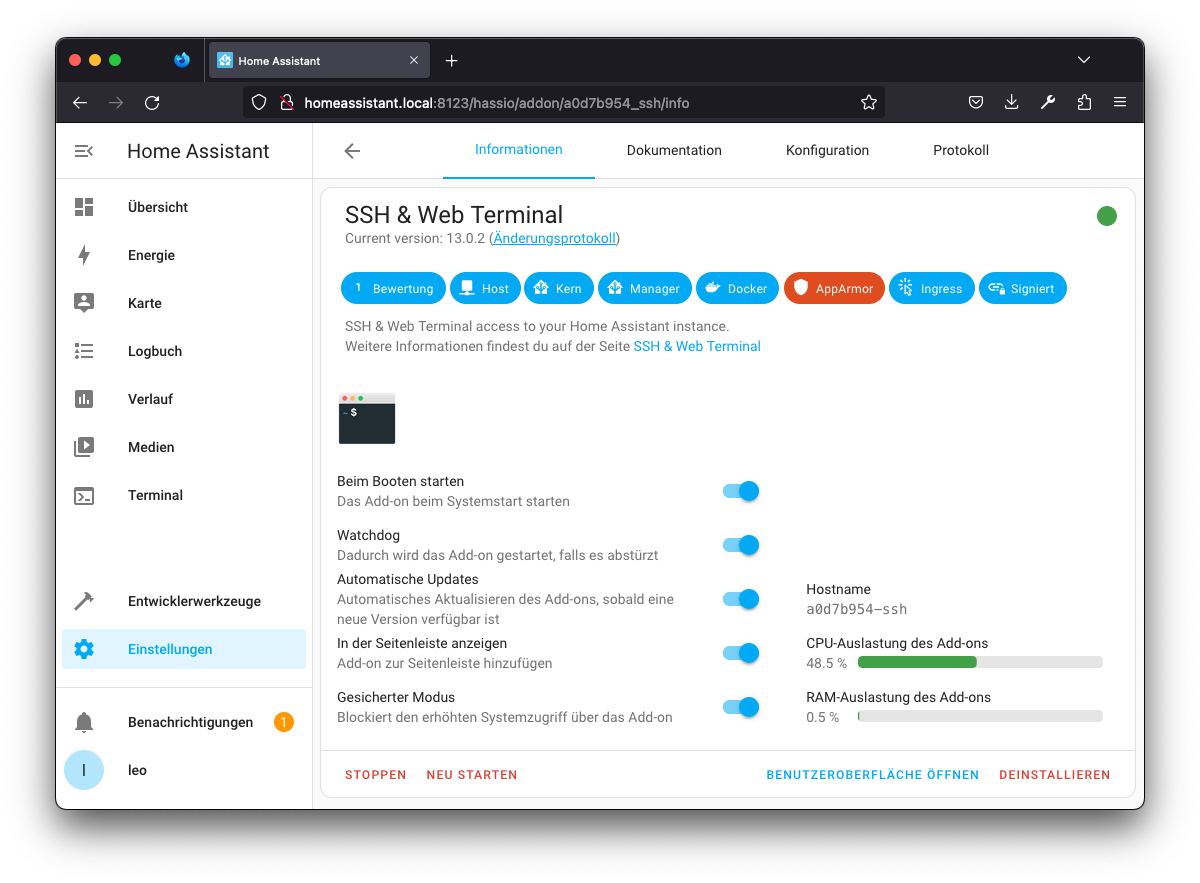 Home Assistant
homeassistant.local:8123/hassio/addon/a0d7b954_ssh/info
Home Assistant
Informationen
Dokumentation
Konfiguration
Protokoll
Übersicht
Energie
Karte
Logbuch
Verlauf
Medien
Terminal
Entwicklerwerkzeuge
Einstellungen
Benachrichtigungen
1
l
leo
SSH & Web Terminal
Current version: 13.0.2 (Änderungsprotokoll)
1 Bewertung
Host
Kern
Manager
Docker
AppArmor
Ingress
Signiert
SSH & Web Terminal access to your Home Assistant instance.
Weitere Informationen findest du auf der Seite SSH & Web Terminal
~ $
Beim Booten starten
Das Add-on beim Systemstart starten
Watchdog
Dadurch wird das Add-on gestartet, falls es abstürzt
Automatische Updates
Automatisches Aktualisieren des Add-ons, sobald eine
neue Version verfügbar ist
In der Seitenleiste anzeigen
Add-on zur Seitenleiste hinzufügen
Gesicherter Modus
Blockiert den erhöhten Systemzugriff über das Add-on
Hostname
a0d7b954-ssh
CPU-Auslastung des Add-ons
48.5 %
RAM-Auslastung des Add-ons
0.5 %
STOPPEN
NEU STARTEN
BENUTZEROBERFLÄCHE ÖFFNEN
DEINSTALLIEREN